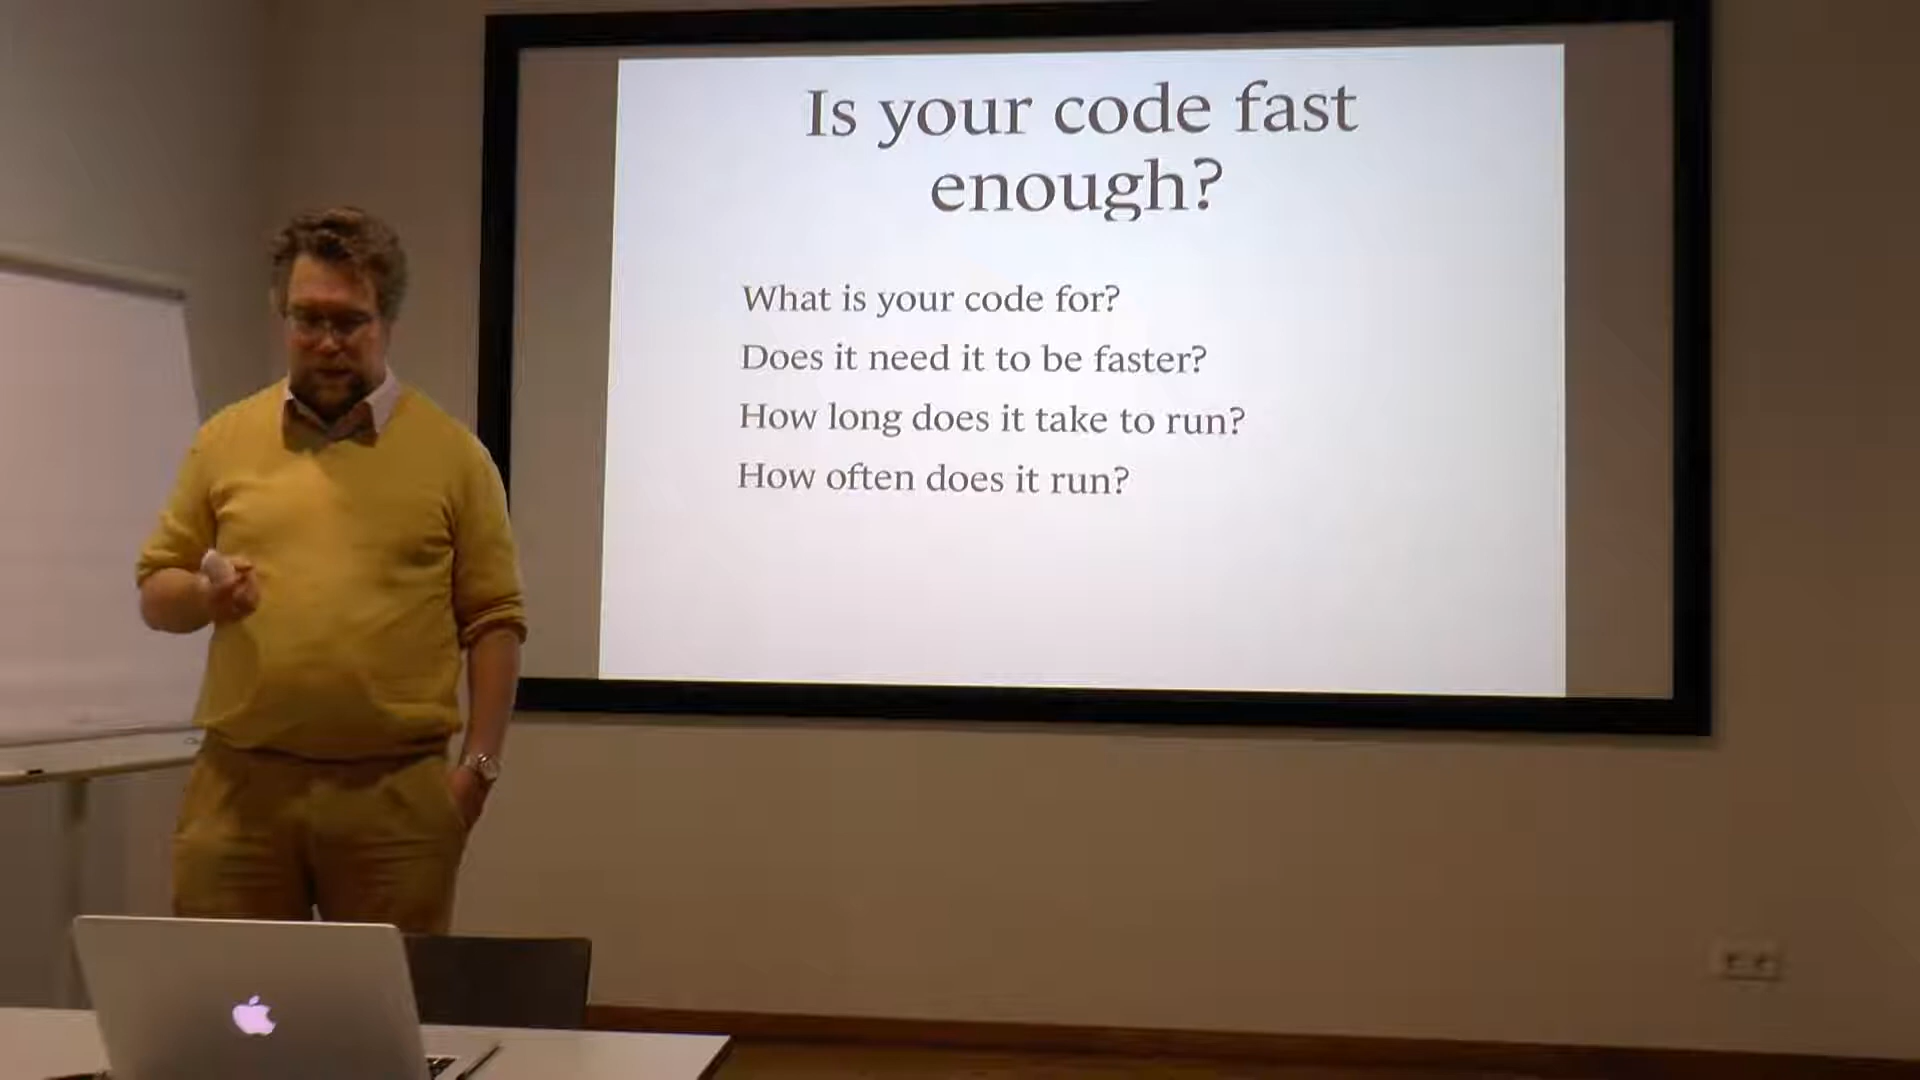 Is your code fast
enough?
What is your code for?
Does it need it to be faster?
How long does it take to run?
How often does it run?